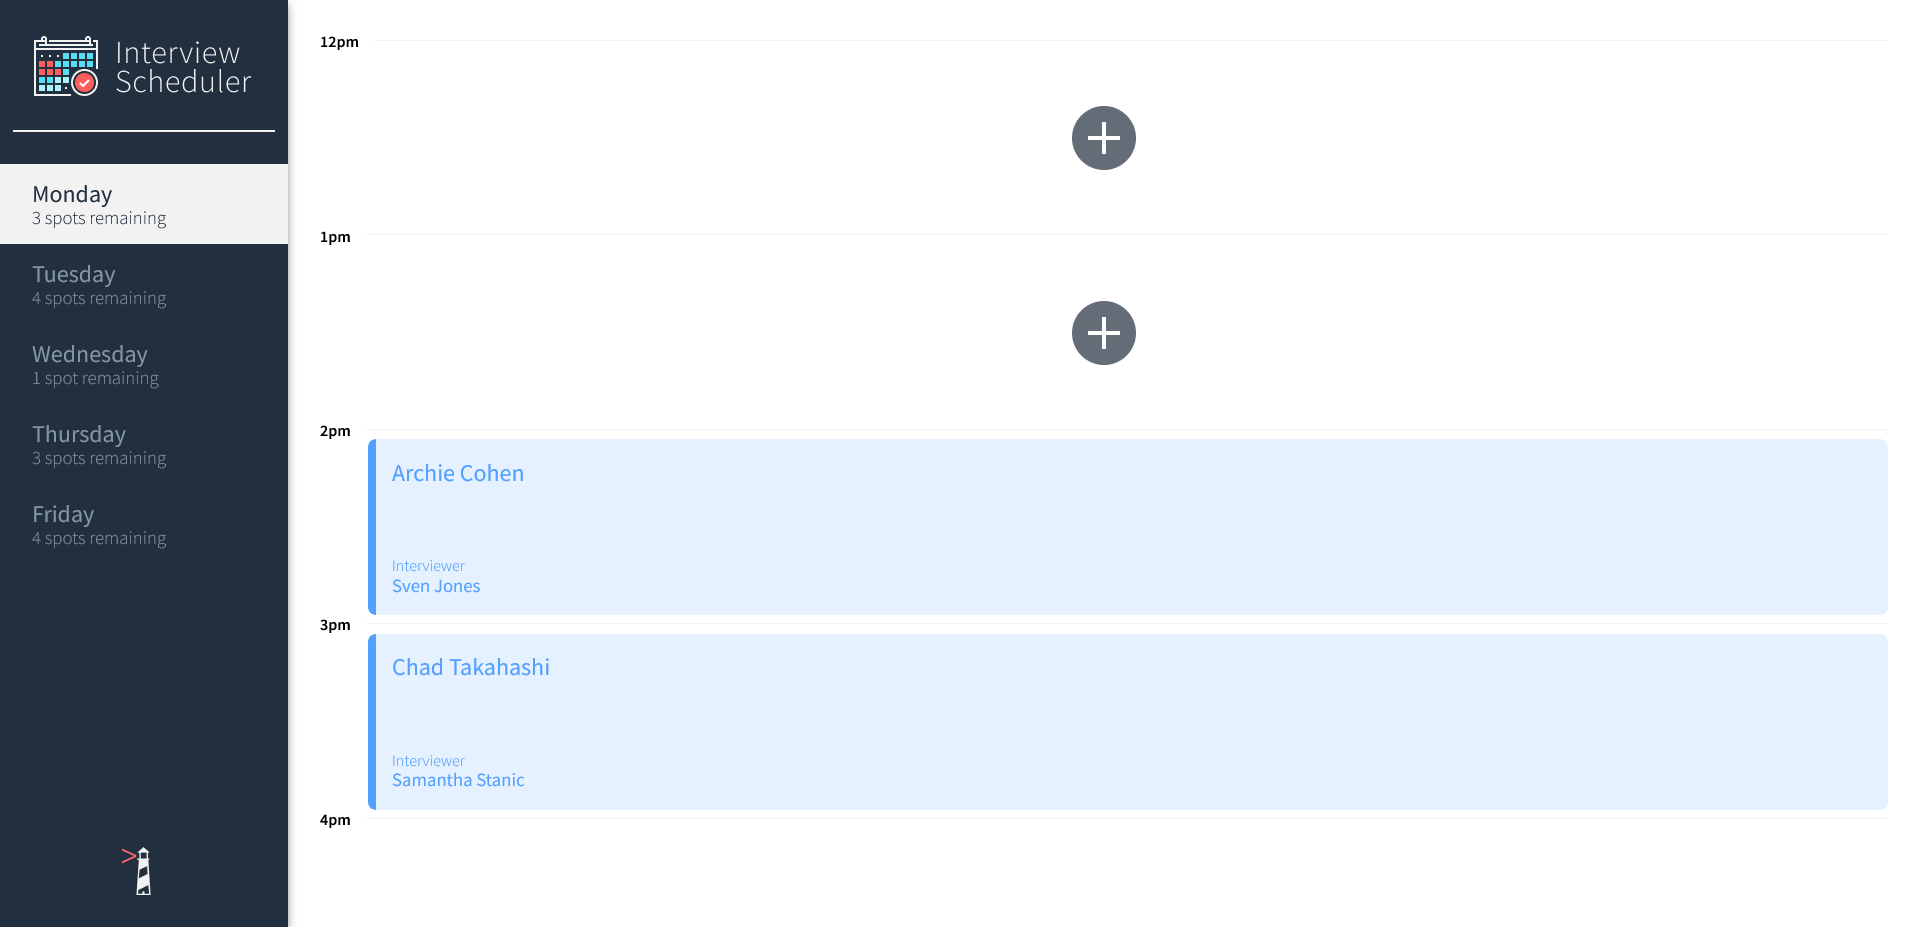 Interview
Scheduler
Monday
3 spots remaining
Tuesday
4 spots remaining
Wednesday
1 spot remaining
Thursday
3 spots remaining
Friday
4 spots remaining
12pm
1pm
2pm
Archie Cohen
Interviewer
Sven Jones
3pm
Chad Takahashi
Interviewer
Samantha Stanic
4pm